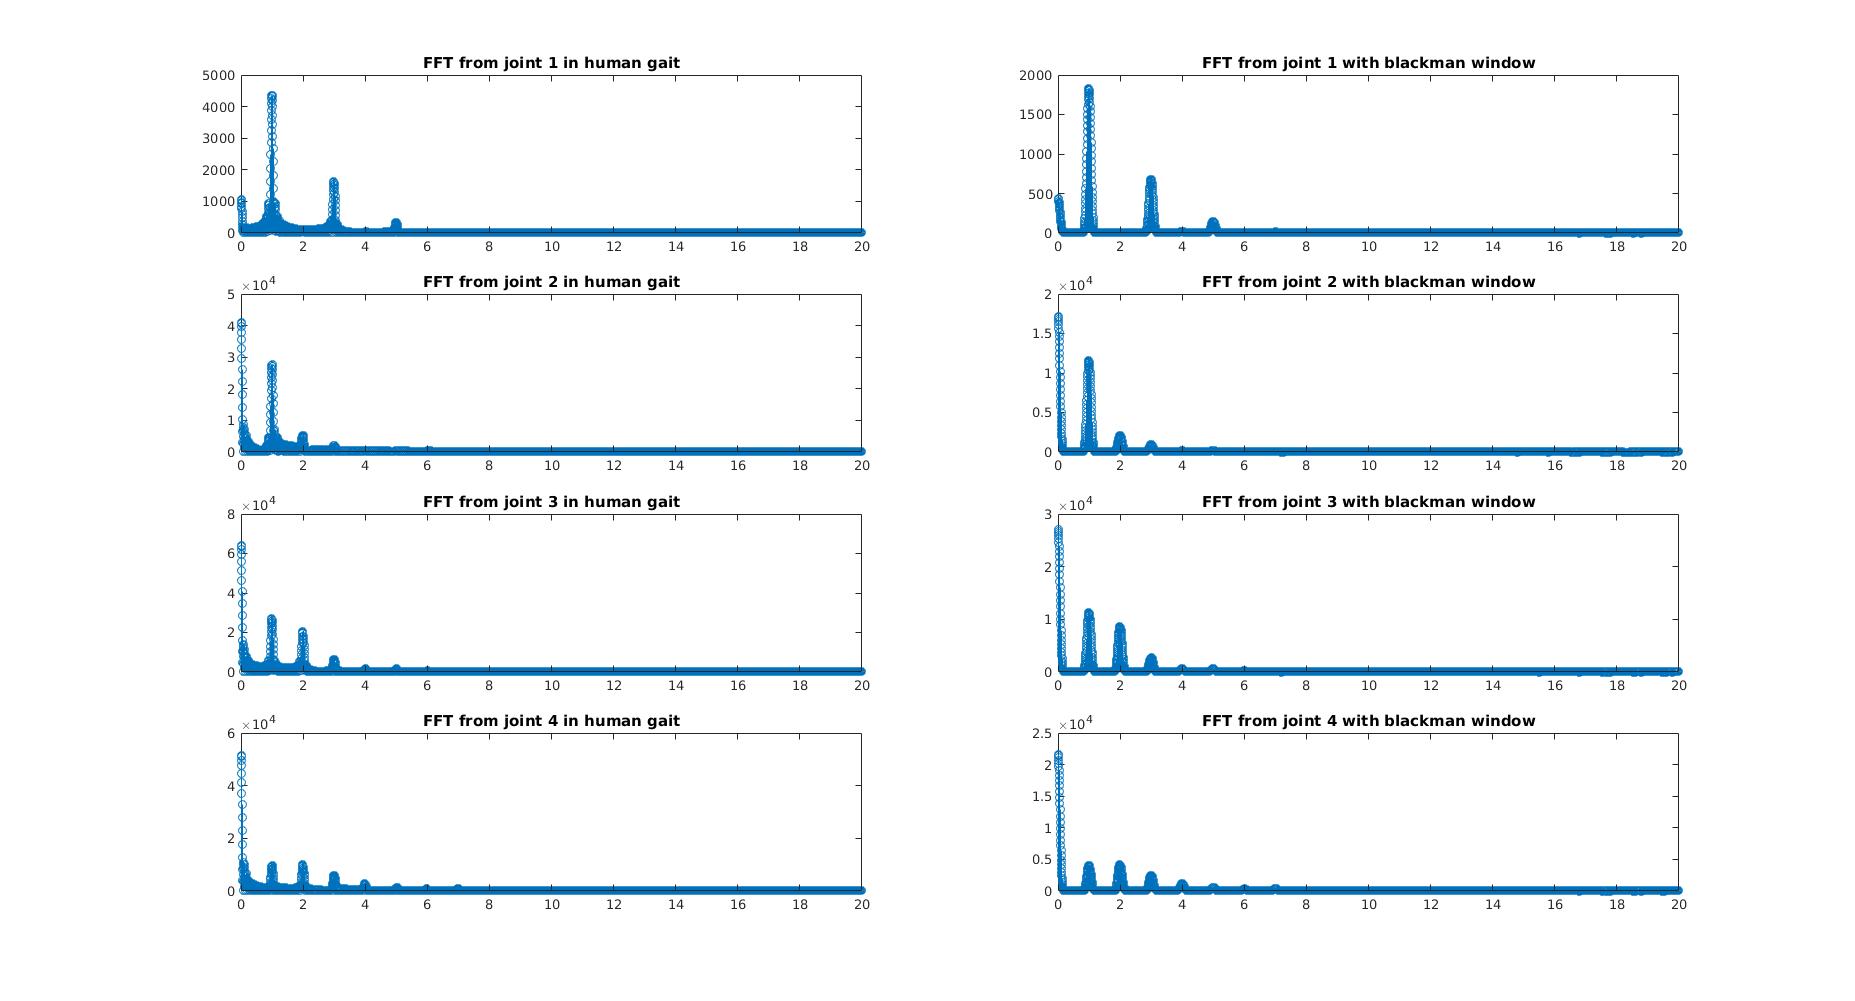 FFT from joint 1 in human gait
5000
4000
3000
2000
1000
0
0 2 4 6 8 10 12 14 16 18 20
FFT from joint 1 with blackman window
2000
1500
1000
500
0
0 2 4 6 8 10 12 14 16 18 20
FFT from joint 2 in human gait
×10^4
5
4
3
2
1
0
0 2 4 6 8 10 12 14 16 18 20
FFT from joint 2 with blackman window
×10^4
2
1.5
1
0.5
0
0 2 4 6 8 10 12 14 16 18 20
FFT from joint 3 in human gait
×10^4
8
6
4
2
0
0 2 4 6 8 10 12 14 16 18 20
FFT from joint 3 with blackman window
×10^4
3
2
1
0
0 2 4 6 8 10 12 14 16 18 20
FFT from joint 4 in human gait
×10^4
6
4
2
0
0 2 4 6 8 10 12 14 16 18 20
FFT from joint 4 with blackman window
×10^4
2.5
2
1.5
1
0.5
0
0 2 4 6 8 10 12 14 16 18 20